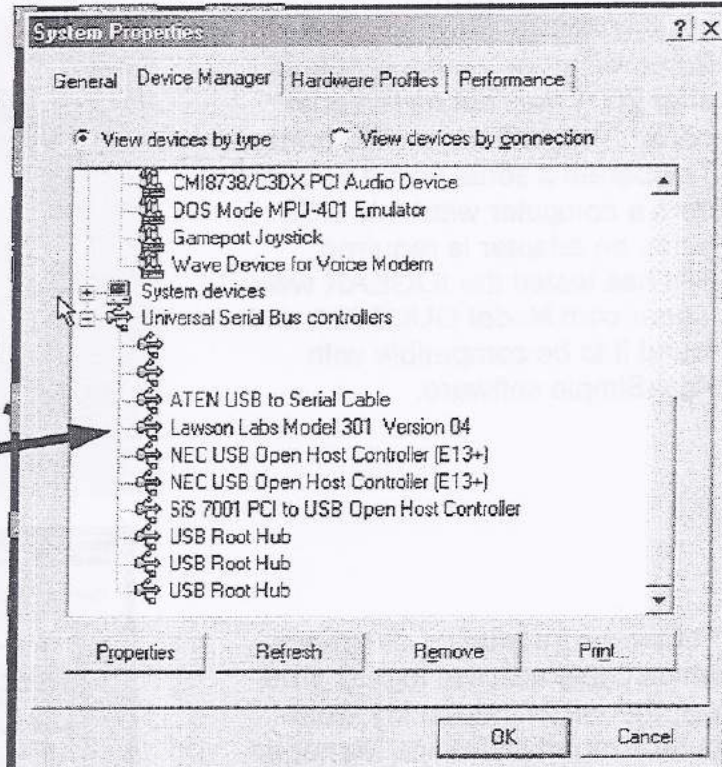 System Properties ? ×
General Device Manager Hardware Profiles Performance
View devices by type View devices by connection
CMI8738/C3DX PCI Audio Device
DOS Mode MPU-401 Emulator
Gameport Joystick
Wave Device for Voice Modem
System devices
Universal Serial Bus controllers
ATEN USB to Serial Cable
Lawson Labs Model 301 Version 04
NEC USB Open Host Controller (E13+)
NEC USB Open Host Controller (E13+)
SiS 7001 PCI to USB Open Host Controller
USB Root Hub
USB Root Hub
USB Root Hub
Properties Refresh Remove Print...
OK Cancel